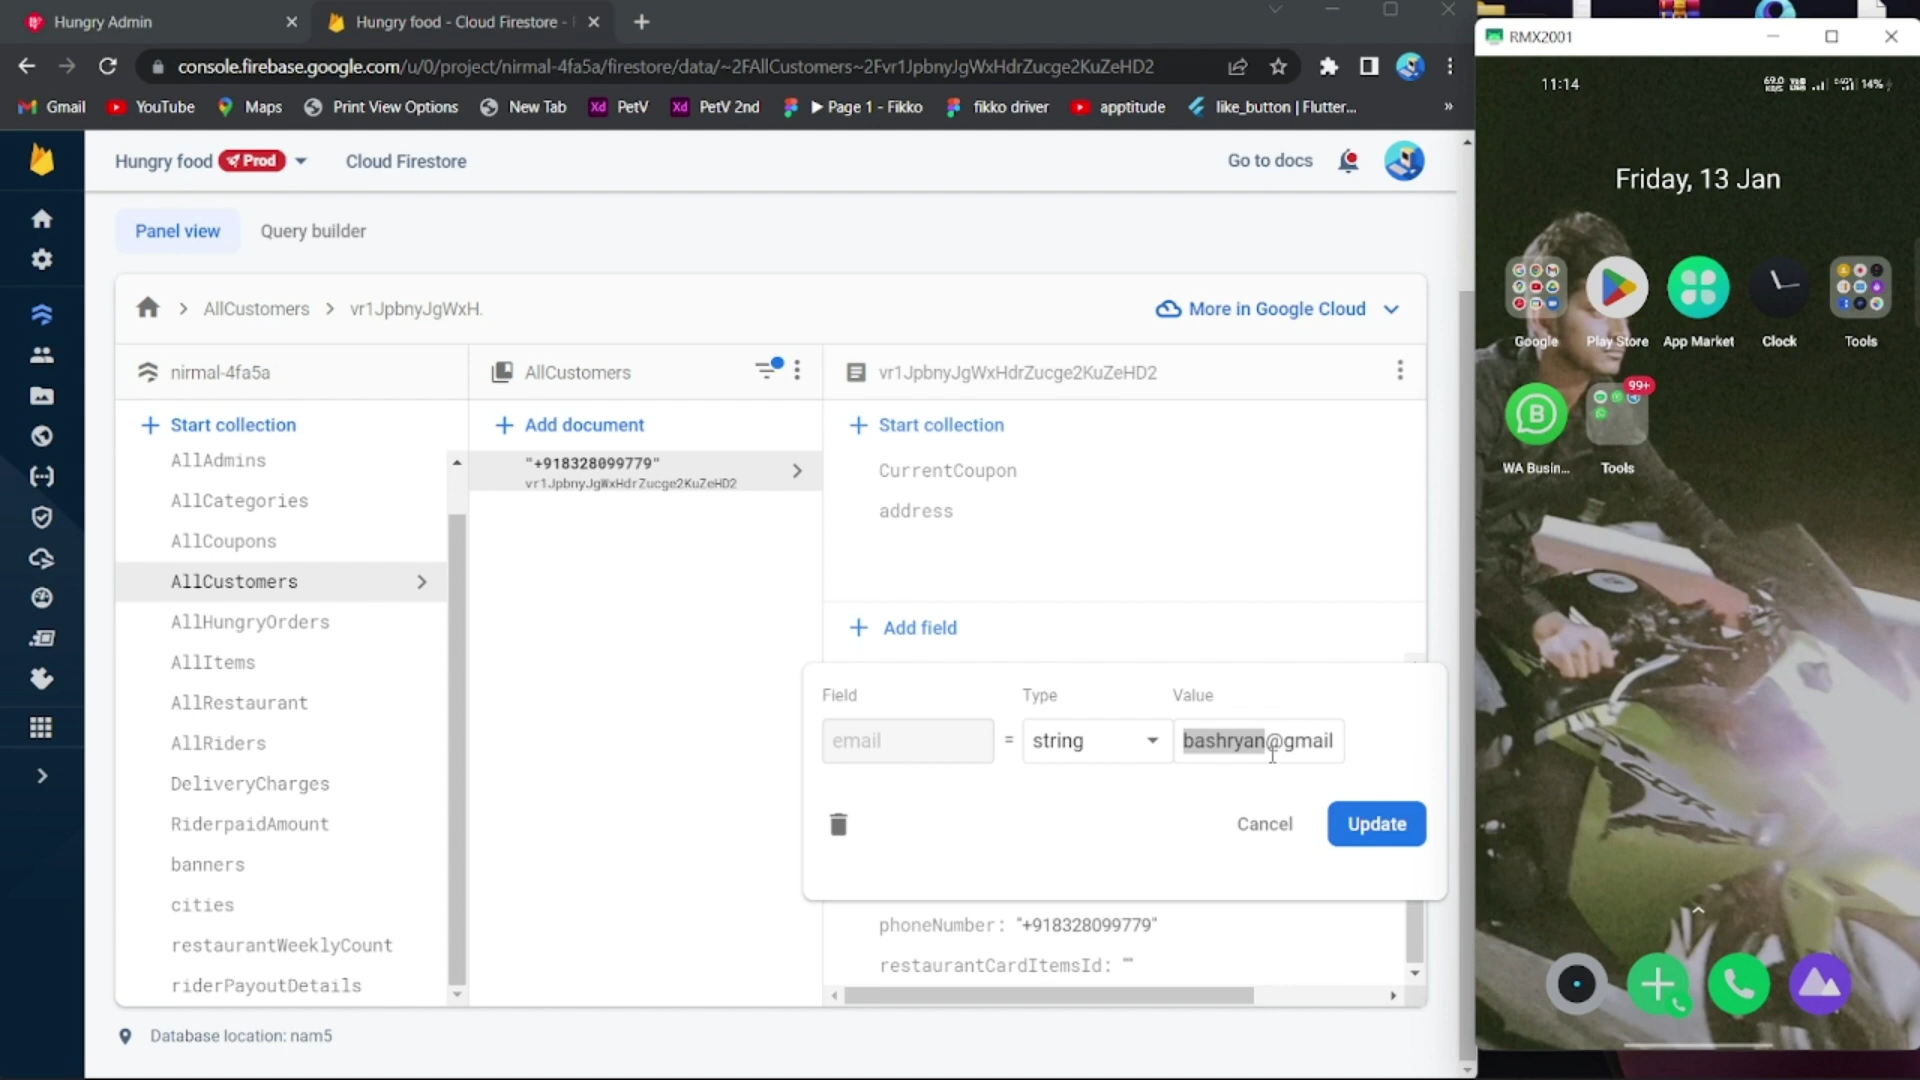 Hungry Admin
Hungry food - Cloud Firestore -
console.firebase.google.com/u/0/project/nirmal-4fa5a/firestore/data/~2FAllCustomers~2Fvr1JpbnyJgWxHdrZucge2KuZeHD2
Gmail
YouTube
Maps
Print View Options
New Tab
Xd PetV
Xd PetV 2nd
▶ Page 1 - Fikko
fikko driver
apptitude
like_button | Flutter...
»
Hungry food
Prod
Cloud Firestore
Go to docs
Panel view
Query builder
AllCustomers
vr1JpbnyJgWxH.
More in Google Cloud
nirmal-4fa5a
AllCustomers
vr1JpbnyJgWxHdrZucge2KuZeHD2
+ Start collection
AllAdmins
AllCategories
AllCoupons
AllCustomers
AllHungryOrders
AllItems
AllRestaurant
AllRiders
DeliveryCharges
RiderpaidAmount
banners
cities
restaurantWeeklyCount
riderPayoutDetails
+ Add document
"+918328099779"
vr1JpbnyJgWxHdrZucge2KuZeHD2
+ Start collection
CurrentCoupon
address
+ Add field
Field
Type
Value
email
=
string
bashryan@gmail
Cancel
Update
phoneNumber: "+918328099779"
restaurantCardItemsId: ""
Database location: nam5
RMX2001
11:14
14%
Friday, 13 Jan
Google
Play Store
App Market
Clock
Tools
99+
B
WA Busin...
Tools